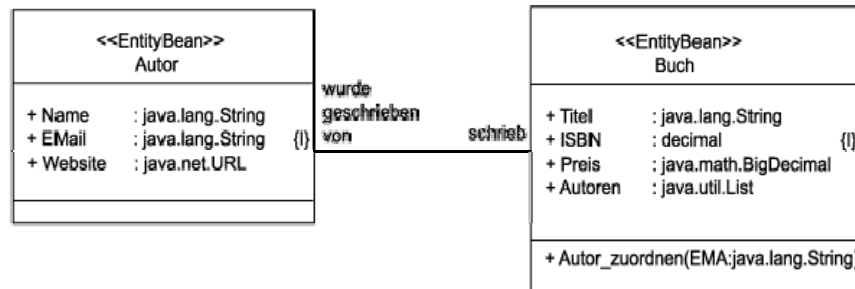 <<EntityBean>>
Autor
+ Name : java.lang.String
+ EMail : java.lang.String {I}
+ Website : java.net.URL
wurde
geschrieben
von
schrieb
<<EntityBean>>
Buch
+ Titel : java.lang.String
+ ISBN : decimal {I}
+ Preis : java.math.BigDecimal
+ Autoren : java.util.List
+ Autor_zuordnen(EMA:java.lang.String)